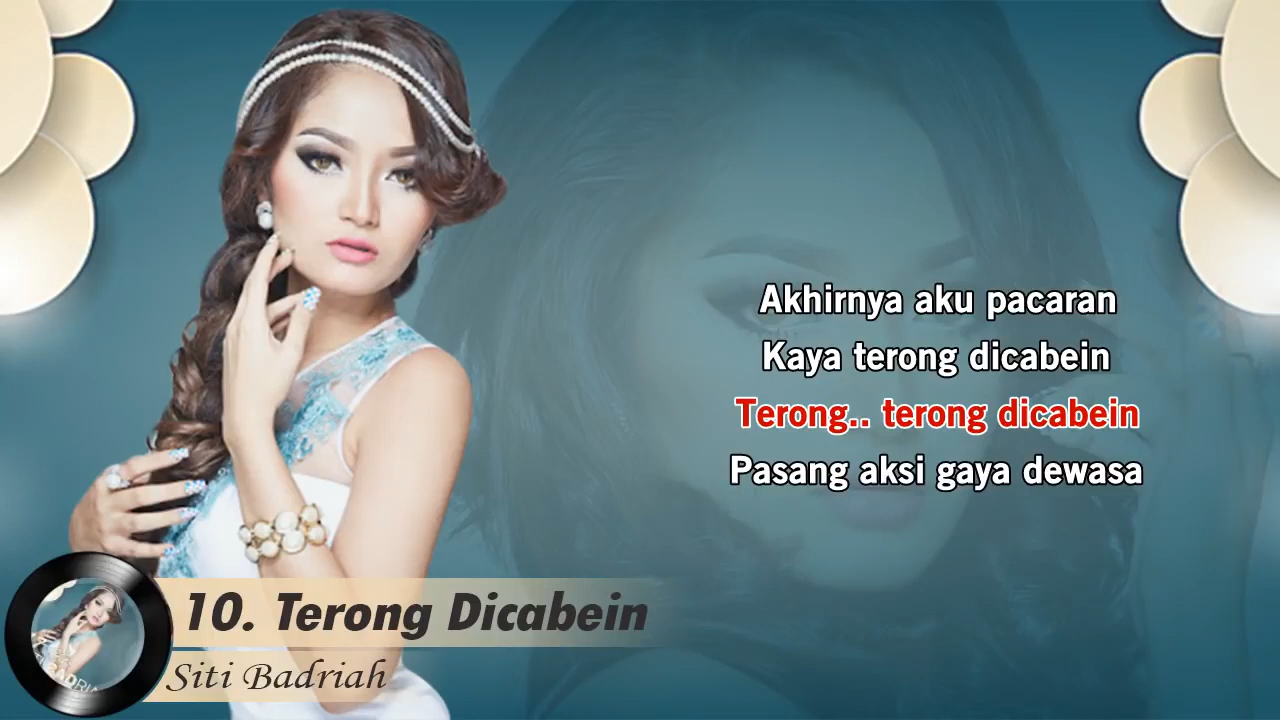 Akhirnya aku pacaran
Kaya terong dicabein
Terong.. terong dicabein
Pasang aksi gaya dewasa
10. Terong Dicabein
Siti Badriah